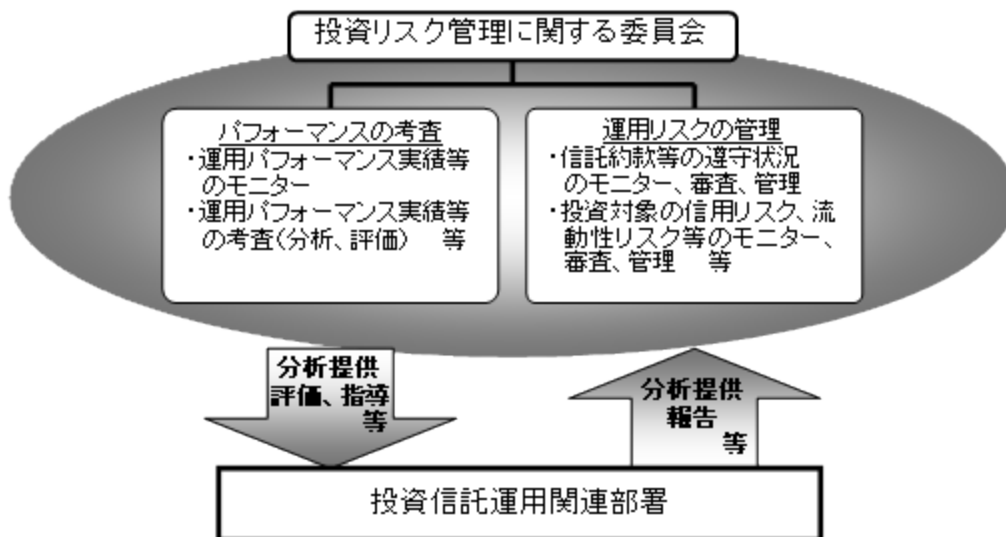 投資リスク管理に関する委員会
パフォーマンスの考査
・運用パフォーマンス実績等
のモニター
・運用パフォーマンス実績等
の考査(分析、評価) 等
運用リスクの管理
・信託約款等の遵守状況
のモニター、審査、管理
・投資対象の信用リスク、流
動性リスク等のモニター、
審査、管理 等
分析提供
評価、指導
等
分析提供
報告
等
投資信託運用関連部署